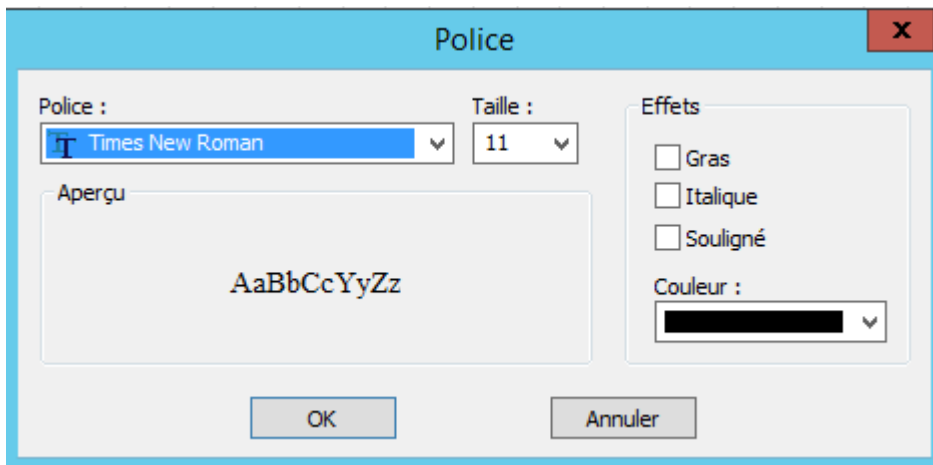 Police
x
Police :
Taille :
Effets
Times New Roman
11
Gras
Aperçu
Italique
Souligné
AaBbCcYyZz
Couleur :
OK
Annuler